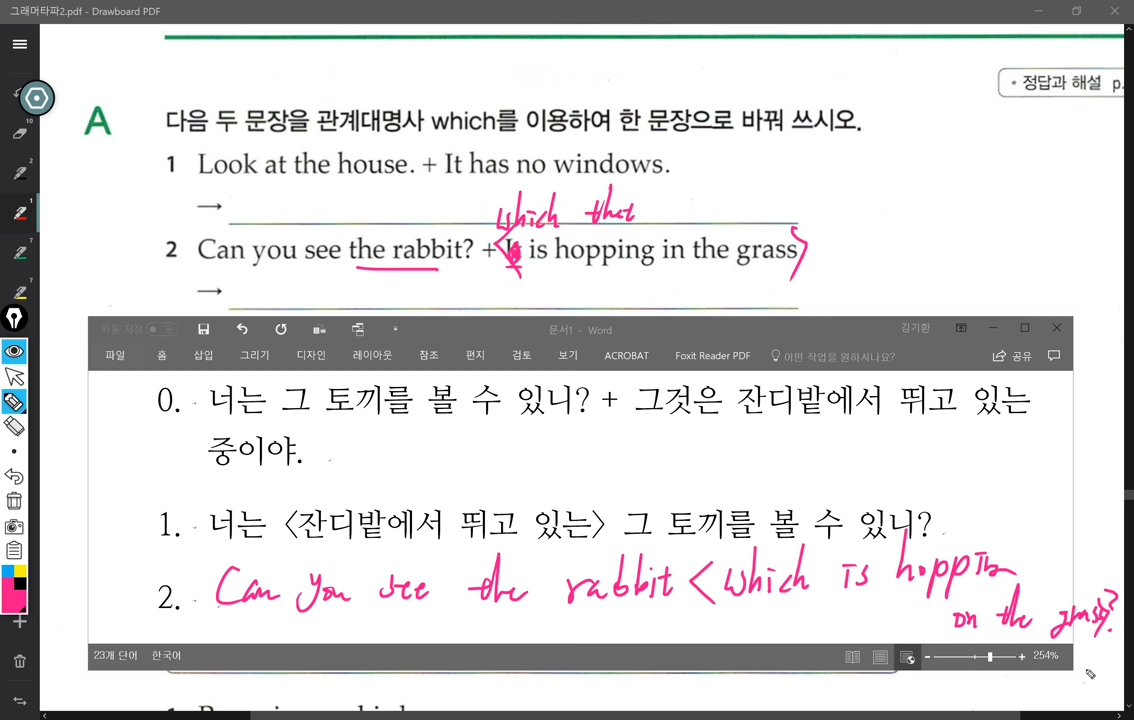 그래머타파2.pdf - Drawboard PDF
• 정답과 해설 p.
A 다음 두 문장을 관계대명사 which를 이용하여 한 문장으로 바꿔 쓰시오.
1 Look at the house. + It has no windows.
→
which that
2 Can you see the rabbit? + It is hopping in the grass
→
자동 저장
문서1 - Word
김기환
파일 홈 삽입 그리기 디자인 레이아웃 참조 편지 검토 보기 ACROBAT Foxit Reader PDF 어떤 작업을 원하시나요? 공유
0. 너는 그 토끼를 볼 수 있니? + 그것은 잔디밭에서 뛰고 있는
중이야.
1. 너는 〈잔디밭에서 뛰고 있는〉 그 토끼를 볼 수 있니?
2. Can you see the rabbit < which is hoppin
on the grass?
23개 단어 한국어 254%
10
2
1
7
7